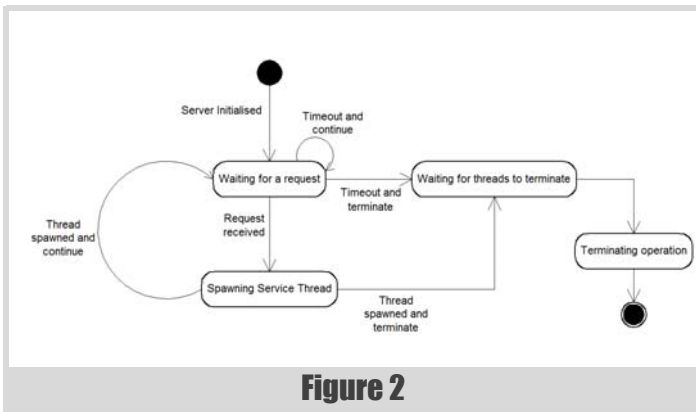 Server Initialised
Timeout and
continue
Waiting for a request
Timeout and
terminate
Waiting for threads to terminate
Thread
spawned and
continue
Request
received
Terminating operation
Spawning Service Thread
Thread
spawned and
terminate
Figure 2